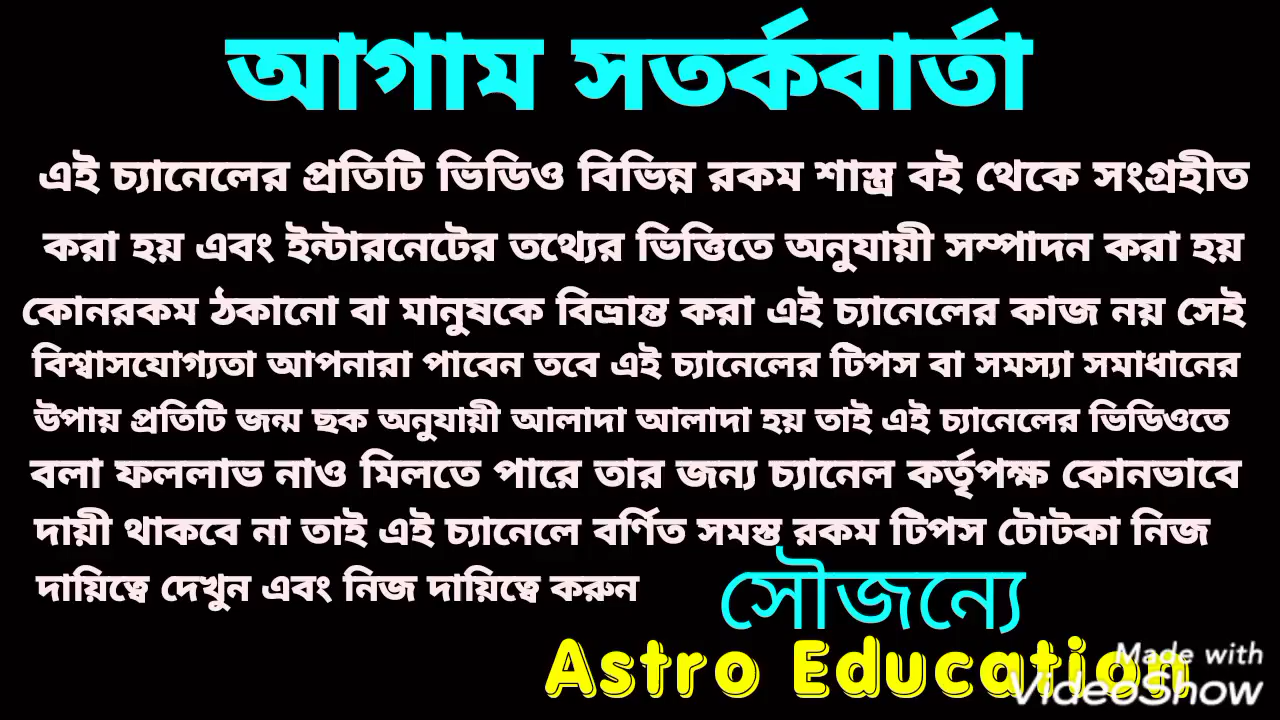 আগাম সতর্কবার্তা
এই চ্যানেলের প্রতিটি ভিডিও বিভিন্ন রকম শাস্ত্র বই থেকে সংগ্রহীত
করা হয় এবং ইন্টারনেটের তথ্যের ভিত্তিতে অনুযায়ী সম্পাদন করা হয়
কোনরকম ঠকানো বা মানুষকে বিভ্রান্ত করা এই চ্যানেলের কাজ নয় সেই
বিশ্বাসযোগ্যতা আপনারা পাবেন তবে এই চ্যানেলের টিপস বা সমস্যা সমাধানের
উপায় প্রতিটি জন্ম ছক অনুযায়ী আলাদা আলাদা হয় তাই এই চ্যানেলের ভিডিওতে
বলা ফললাভ নাও মিলতে পারে তার জন্য চ্যানেল কর্তৃপক্ষ কোনভাবে
দায়ী থাকবে না তাই এই চ্যানেলে বর্ণিত সমস্ত রকম টিপস টোটকা নিজ
দায়িত্বে দেখুন এবং নিজ দায়িত্বে করুন
সৌজন্যে
Astro Education
Made with
VideoShow